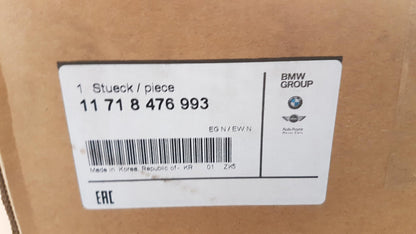 1 Stueck / piece
11 71 8 476 993
EG N / EW N
Made in Korea, Republic of - KR 01
BMW
GROUP
EAC